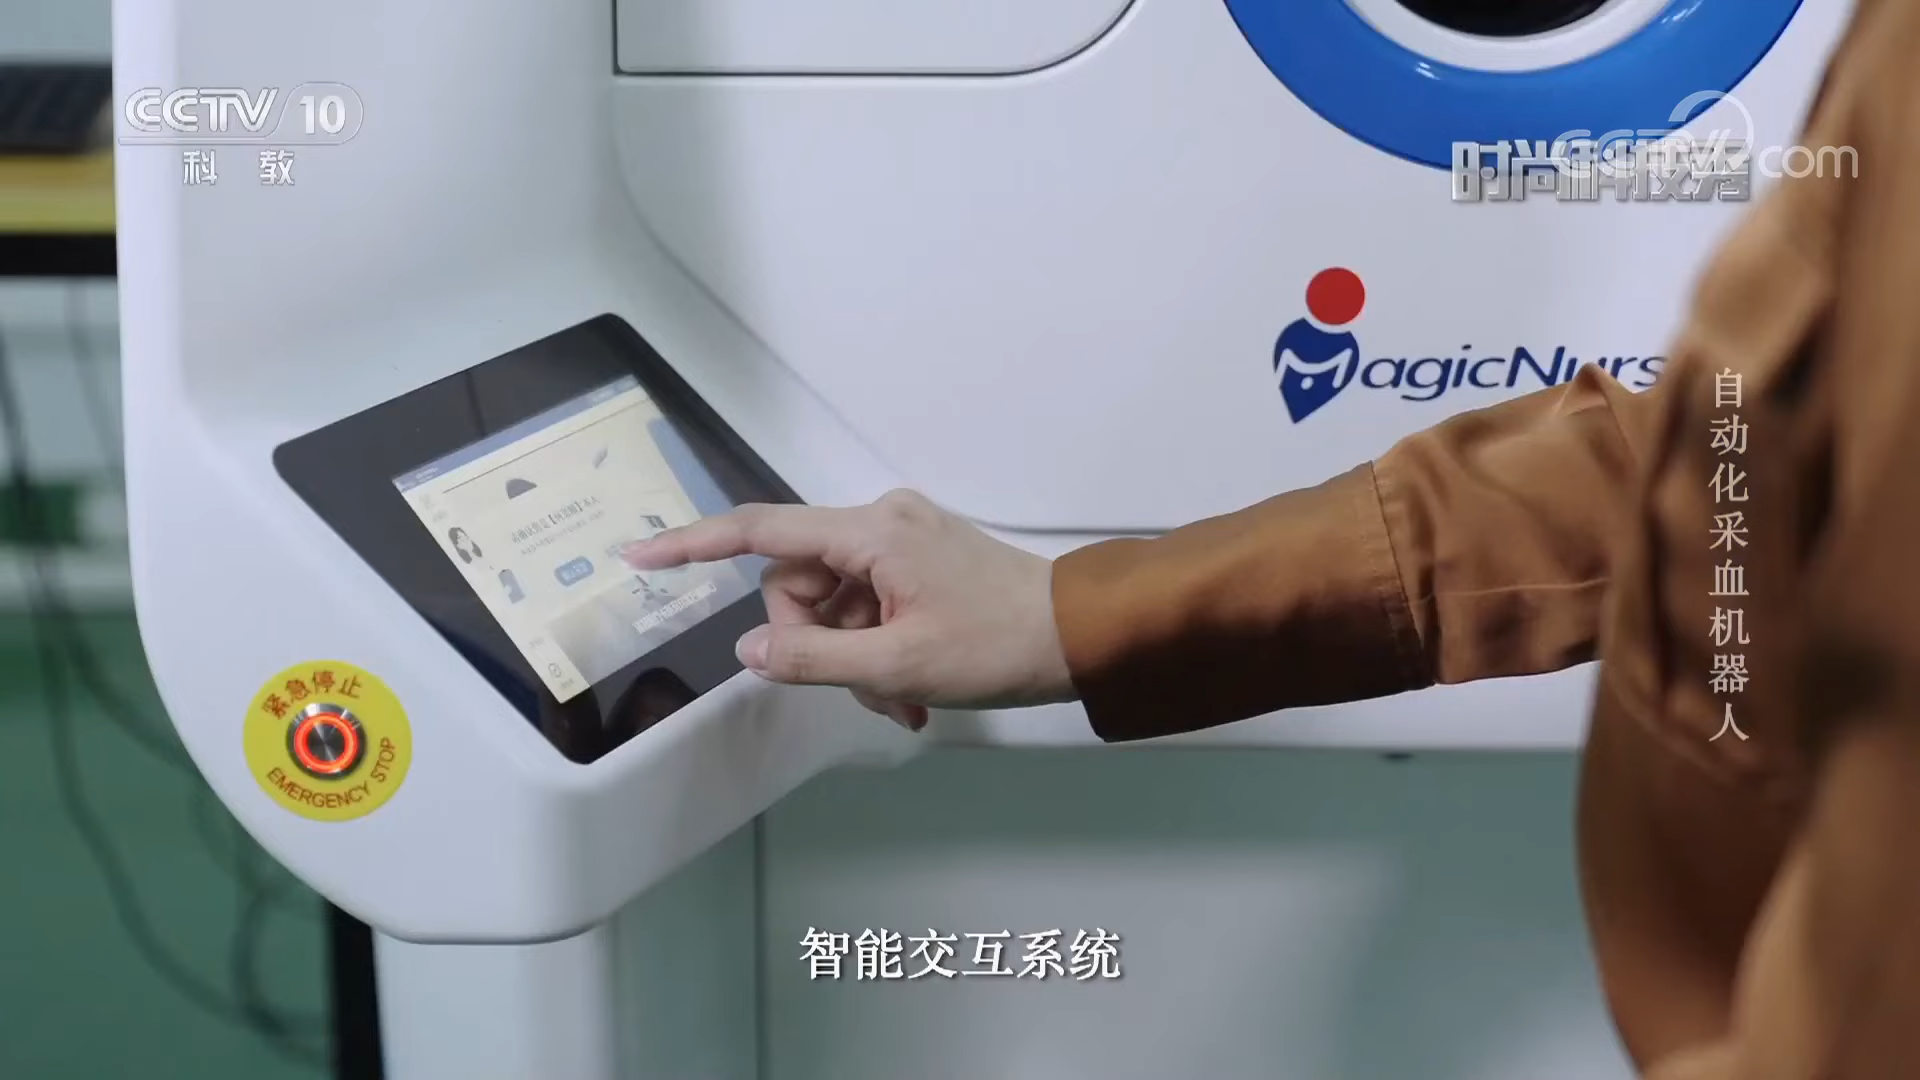 CCTV 10
科教
时尚科技秀
CCTV.com
agicNurs
自动化采血机器人
紧急停止
EMERGENCY STOP
智能交互系统